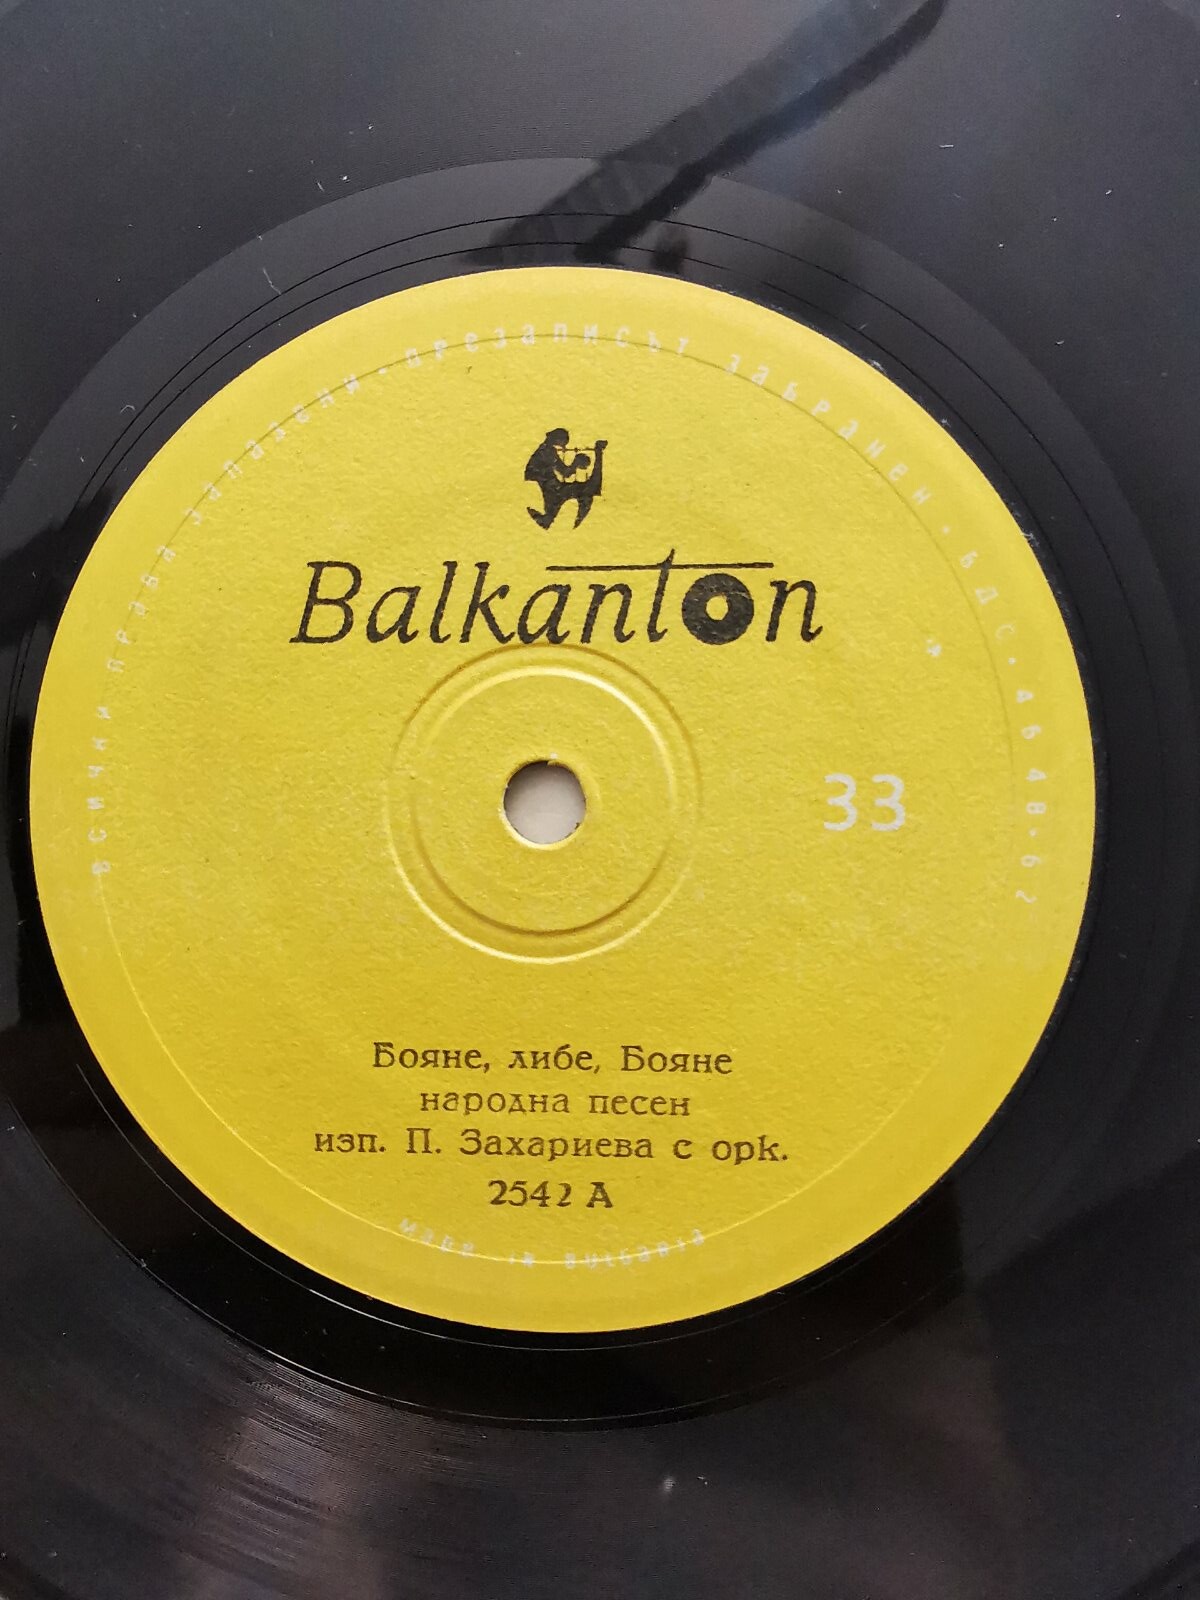 всички права запазени · презаписът забранен · БДС · 4648·62
Balkanton
33
Бояне, либе, Бояне
народна песен
изп. П. Захариева с орк.
2542 А
Made in Bulgaria